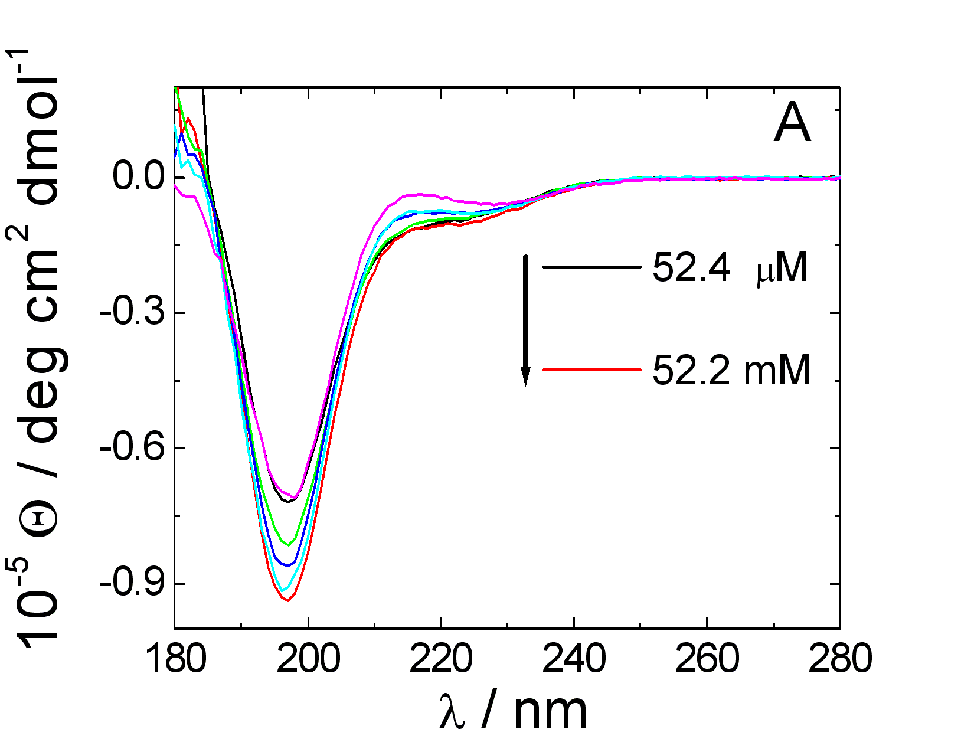 A
10⁻⁵ Θ / deg cm² dmol⁻¹
0.0
-0.3
-0.6
-0.9
52.4 μM
52.2 mM
180 200 220 240 260 280
λ / nm